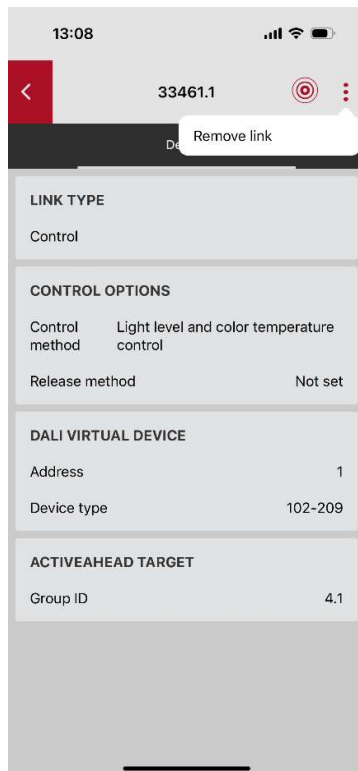 13:08
33461.1
Remove link
De
LINK TYPE
Control
CONTROL OPTIONS
Control method Light level and color temperature control
Release method Not set
DALI VIRTUAL DEVICE
Address 1
Device type 102-209
ACTIVEAHEAD TARGET
Group ID 4.1